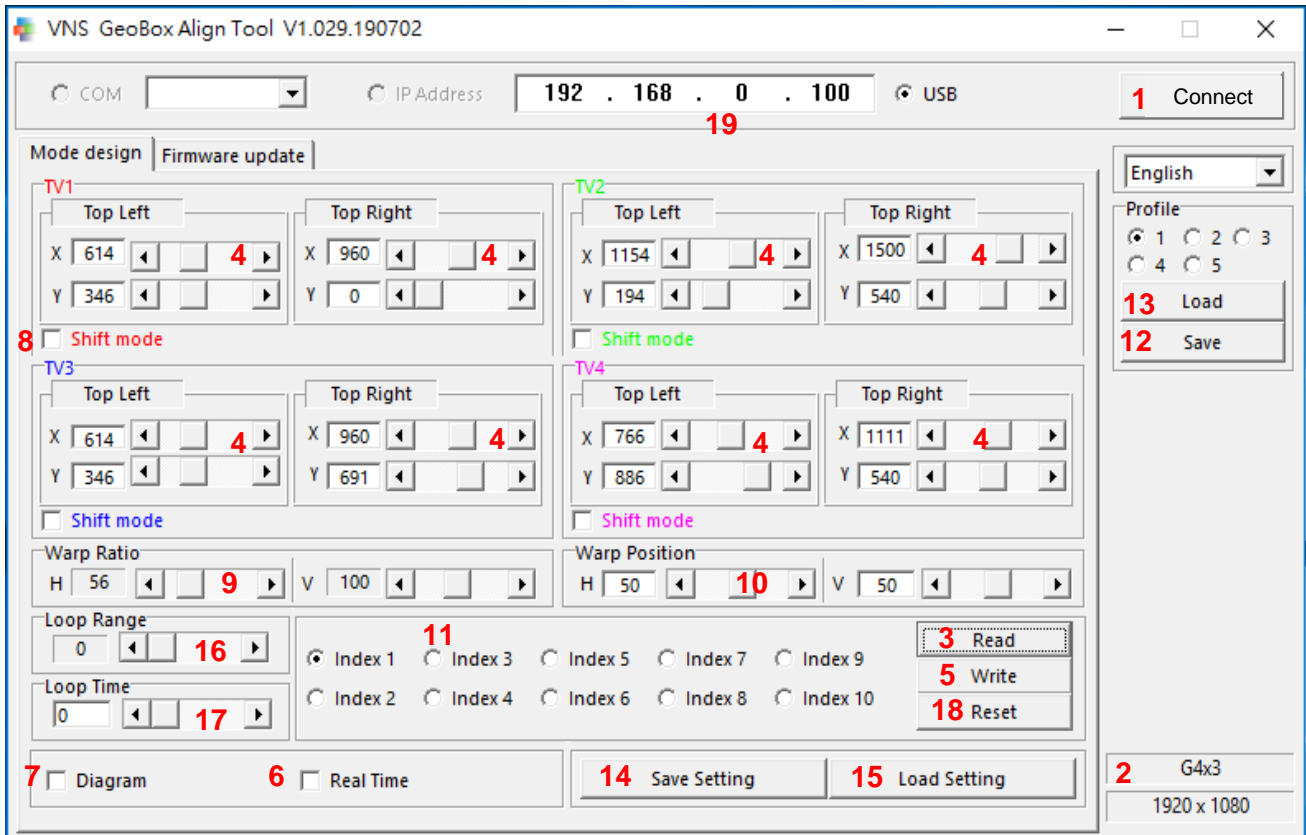 VNS GeoBox Align Tool V1.029.190702
COM IP Address 192 . 168 . 0 . 100 USB 1 Connect
19
Mode design Firmware update
English
TV1 TV2
Top Left Top Right Top Left Top Right
Profile
X 614 4 X 960 4 X 1154 4 X 1500 4
1 2 3
Y 346 Y 0 Y 194 Y 540
4 5
13 Load
8 Shift mode Shift mode
12 Save
TV3 TV4
Top Left Top Right Top Left Top Right
X 614 4 X 960 4 X 766 4 X 1111 4
Y 346 Y 691 Y 886 Y 540
Shift mode Shift mode
Warp Ratio Warp Position
H 56 9 V 100 H 50 10 V 50
Loop Range
0 16
11
Index 1 Index 3 Index 5 Index 7 Index 9
3 Read
5 Write
Loop Time
0 17
Index 2 Index 4 Index 6 Index 8 Index 10
18 Reset
7 Diagram 6 Real Time 14 Save Setting 15 Load Setting
2 G4x3
1920 x 1080